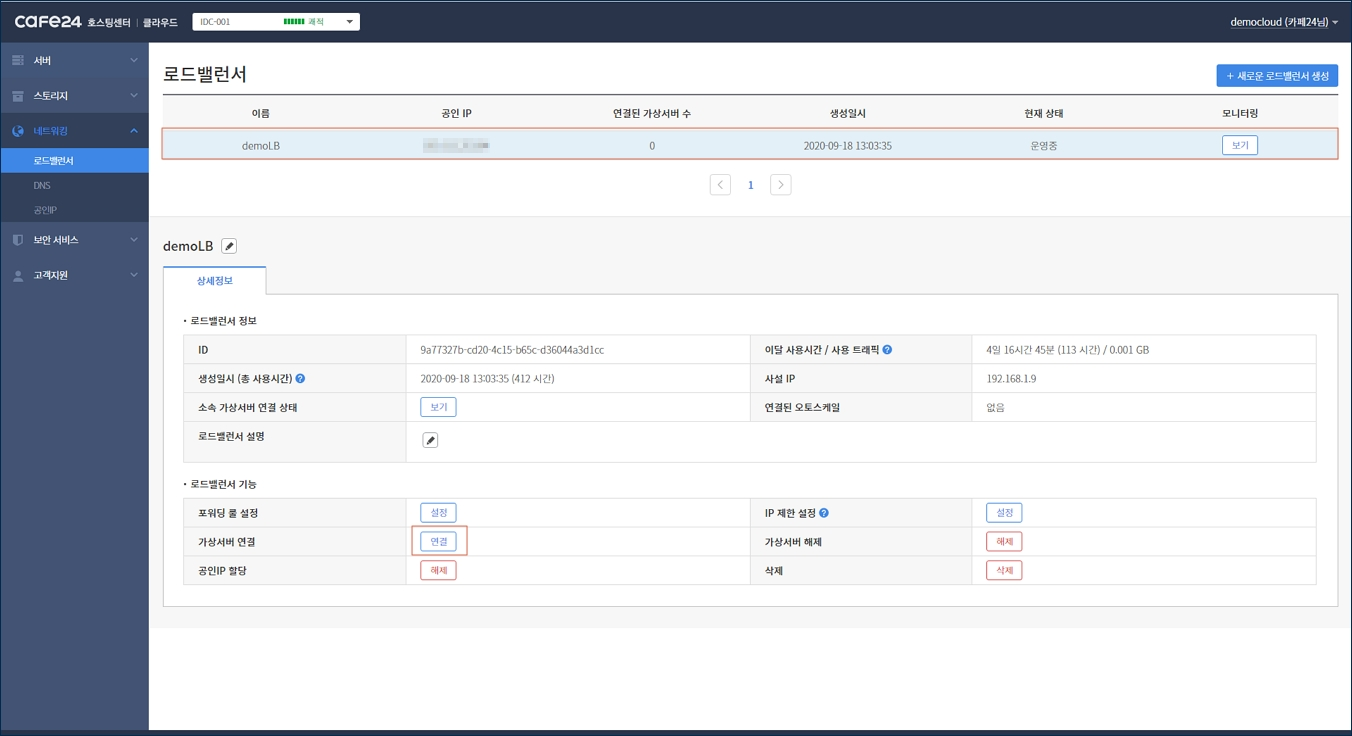 cafe24 호스팅센터 | 클라우드 IDC-001 쾌적 democloud (카페24님)
서버
스토리지
네트워킹
로드밸런서
DNS
공인IP
보안 서비스
고객지원
로드밸런서
+ 새로운 로드밸런서 생성
이름 공인 IP 연결된 가상서버 수 생성일시 현재 상태 모니터링
demoLB 0 2020-09-18 13:03:35 운영중 보기
< 1 >
demoLB
상세정보
• 로드밸런서 정보
ID 9a77327b-cd20-4c15-b65c-d36044a3d1cc 이달 사용시간 / 사용 트래픽 ? 4일 16시간 45분 (113 시간) / 0.001 GB
생성일시 (총 사용시간) ? 2020-09-18 13:03:35 (412 시간) 사설 IP 192.168.1.9
소속 가상서버 연결 상태 보기 연결된 오토스케일 없음
로드밸런서 설명
• 로드밸런서 기능
포워딩 룰 설정 설정 IP 제한 설정 ? 설정
가상서버 연결 연결 가상서버 해제 해제
공인IP 할당 해제 삭제 삭제